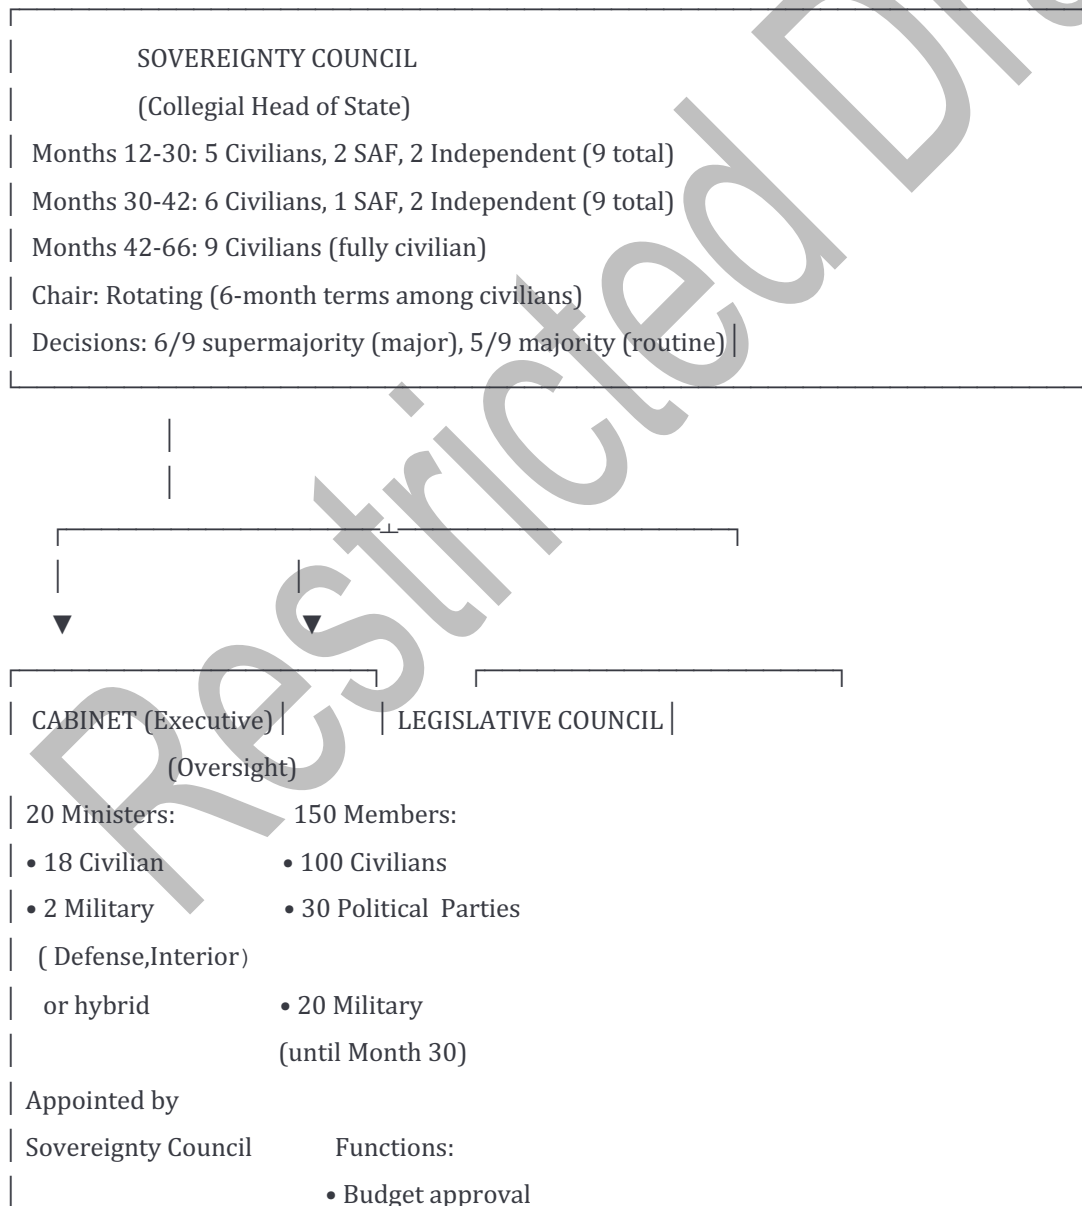 SOVEREIGNTY COUNCIL
(Collegial Head of State)
Months 12-30: 5 Civilians, 2 SAF, 2 Independent (9 total)
Months 30-42: 6 Civilians, 1 SAF, 2 Independent (9 total)
Months 42-66: 9 Civilians (fully civilian)
Chair: Rotating (6-month terms among civilians)
Decisions: 6/9 supermajority (major), 5/9 majority (routine)
CABINET (Executive) LEGISLATIVE COUNCIL
(Oversight)
20 Ministers: 150 Members:
• 18 Civilian • 100 Civilians
• 2 Military • 30 Political Parties
( Defense,Interior)
or hybrid • 20 Military
(until Month 30)
Appointed by
Sovereignty Council Functions:
• Budget approval
Restricted